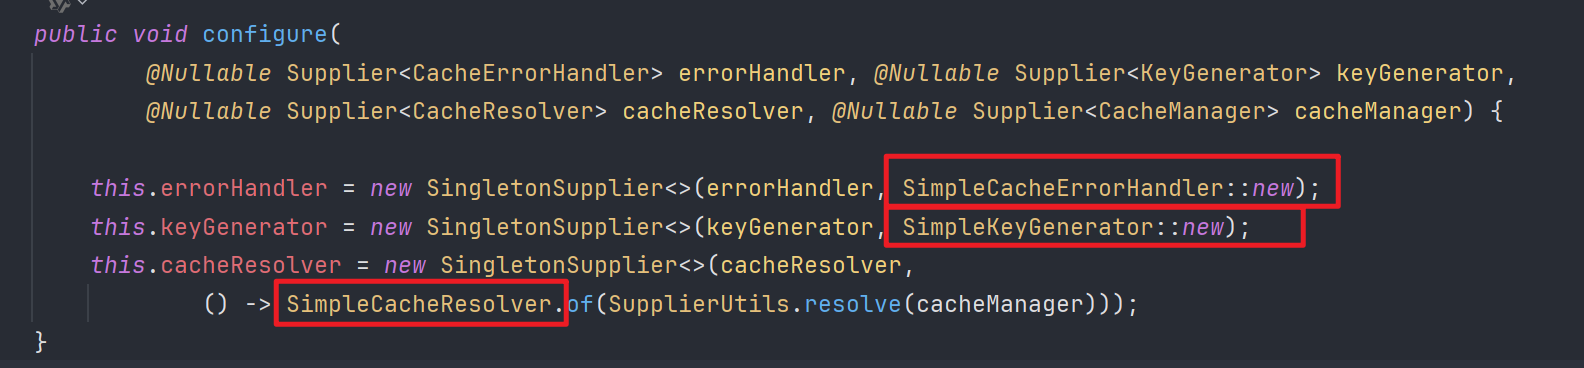 public void configure(
@Nullable Supplier<CacheErrorHandler> errorHandler, @Nullable Supplier<KeyGenerator> keyGenerator,
@Nullable Supplier<CacheResolver> cacheResolver, @Nullable Supplier<CacheManager> cacheManager) {
this.errorHandler = new SingletonSupplier<>(errorHandler, SimpleCacheErrorHandler::new);
this.keyGenerator = new SingletonSupplier<>(keyGenerator, SimpleKeyGenerator::new);
this.cacheResolver = new SingletonSupplier<>(cacheResolver,
() -> SimpleCacheResolver.of(SupplierUtils.resolve(cacheManager)));
}